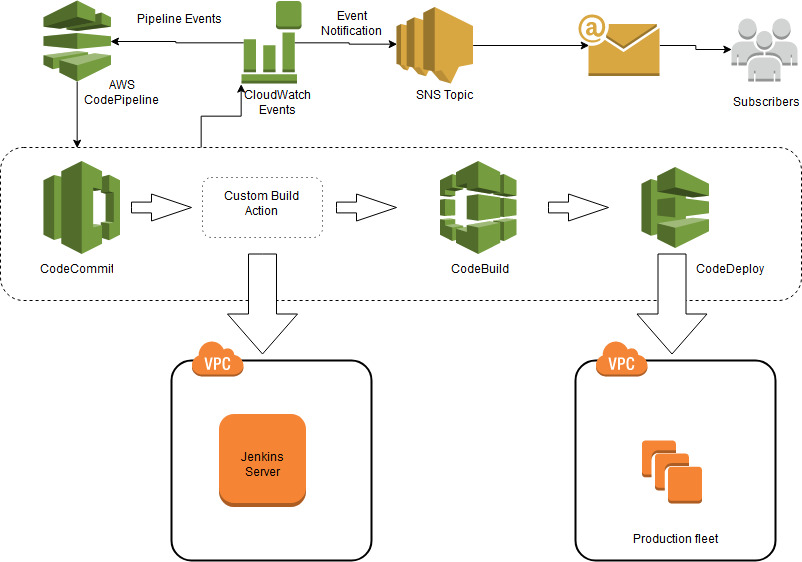 Pipeline Events
Event
Notification
AWS
CodePipeline
CloudWatch
Events
SNS Topic
@
Subscribers
Custom Build
Action
CodeCommit
CodeBuild
CodeDeploy
VPC
VPC
Jenkins
Server
Production fleet